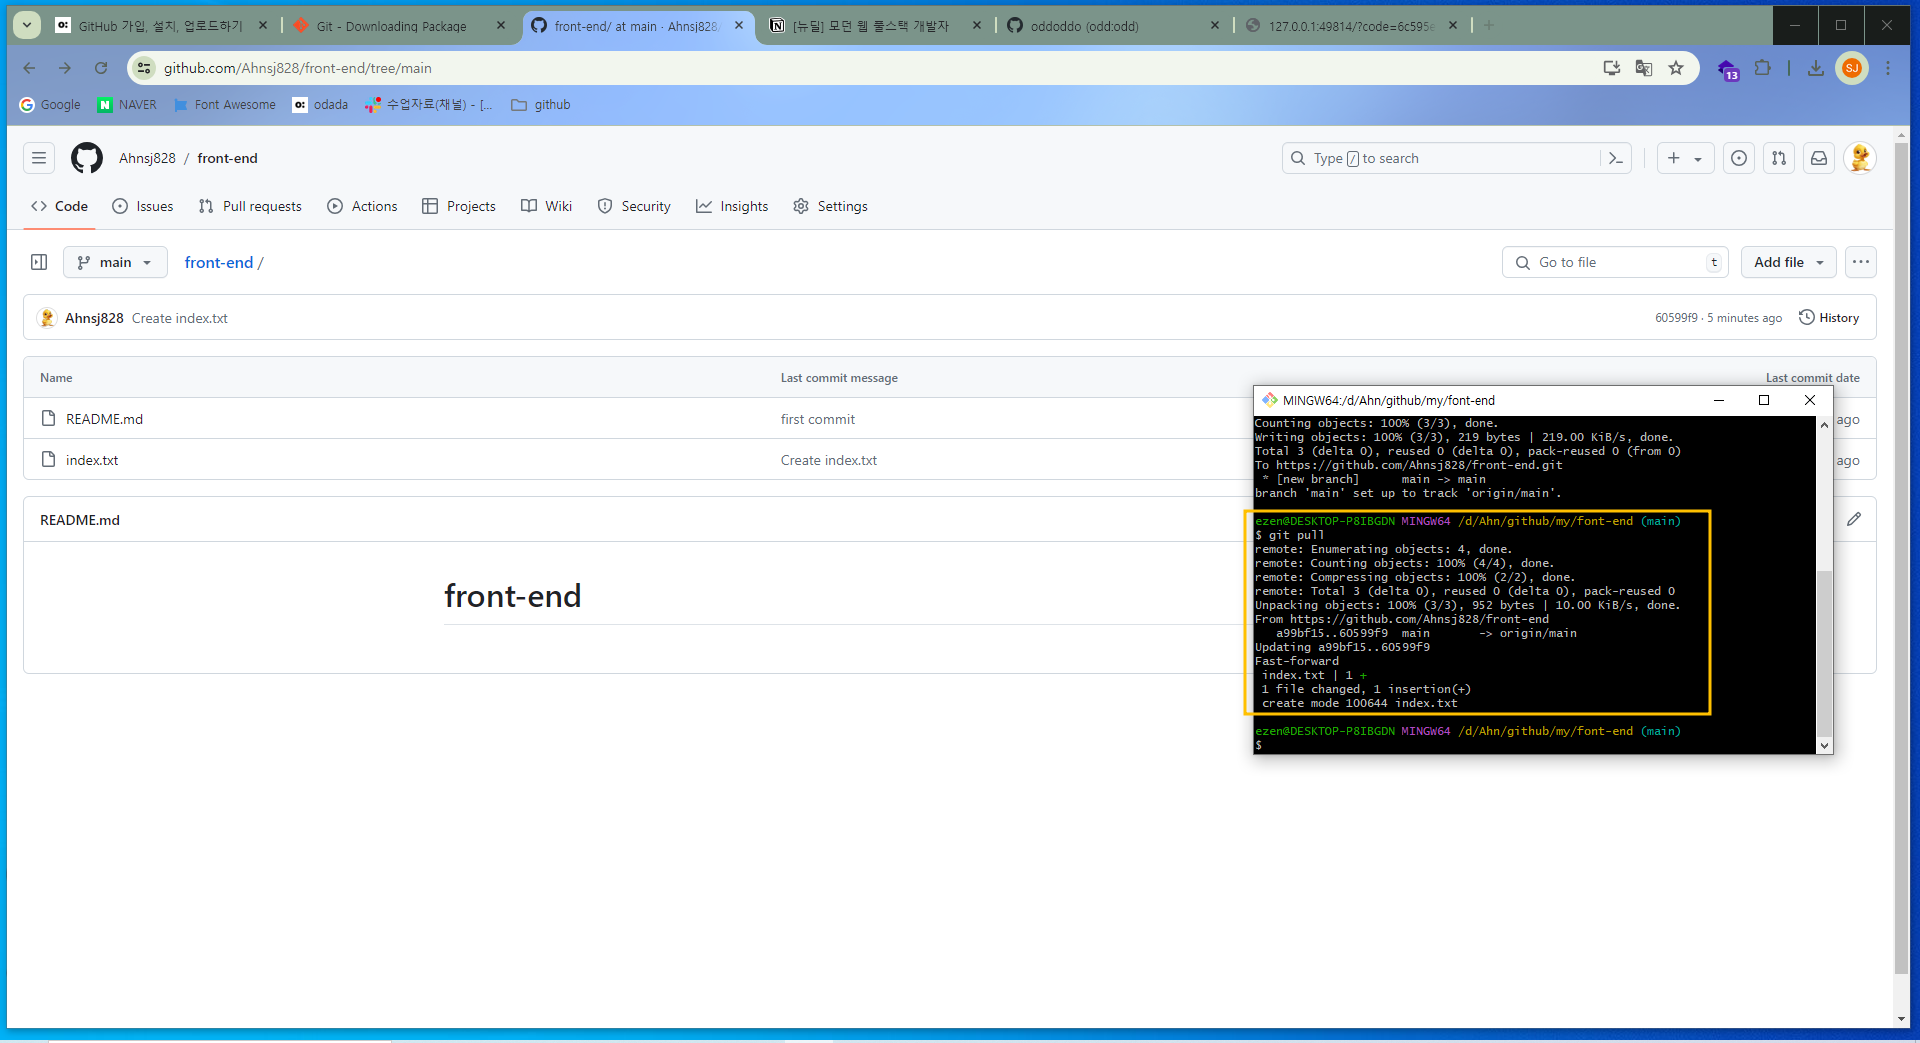 GitHub 가입, 설치, 업로드하기
Git - Downloading Package
front-end/ at main · Ahnsj828/
[뉴딜] 모던 웹 풀스택 개발자
oddoddo (odd:odd)
127.0.0.1:49814/?code=6c595e
github.com/Ahnsj828/front-end/tree/main
13
SJ
Google
NAVER
Font Awesome
odada
수업자료(채널) - [...
github
Ahnsj828 / front-end
Type / to search
Code
Issues
Pull requests
Actions
Projects
Wiki
Security
Insights
Settings
main
front-end /
Go to file
t
Add file
Ahnsj828 Create index.txt
60599f9 · 5 minutes ago
History
Name
Last commit message
Last commit date
README.md
first commit
ago
index.txt
Create index.txt
ago
README.md
front-end
MINGW64:/d/Ahn/github/my/font-end
Counting objects: 100% (3/3), done.
Writing objects: 100% (3/3), 219 bytes | 219.00 KiB/s, done.
Total 3 (delta 0), reused 0 (delta 0), pack-reused 0 (from 0)
To https://github.com/Ahnsj828/front-end.git
* [new branch] main -> main
branch 'main' set up to track 'origin/main'.
ezen@DESKTOP-P8IBGDN MINGW64 /d/Ahn/github/my/font-end (main)
$ git pull
remote: Enumerating objects: 4, done.
remote: Counting objects: 100% (4/4), done.
remote: Compressing objects: 100% (2/2), done.
remote: Total 3 (delta 0), reused 0 (delta 0), pack-reused 0
Unpacking objects: 100% (3/3), 952 bytes | 10.00 KiB/s, done.
From https://github.com/Ahnsj828/front-end
a99bf15..60599f9 main -> origin/main
Updating a99bf15..60599f9
Fast-forward
index.txt | 1 +
1 file changed, 1 insertion(+)
create mode 100644 index.txt
ezen@DESKTOP-P8IBGDN MINGW64 /d/Ahn/github/my/font-end (main)
$